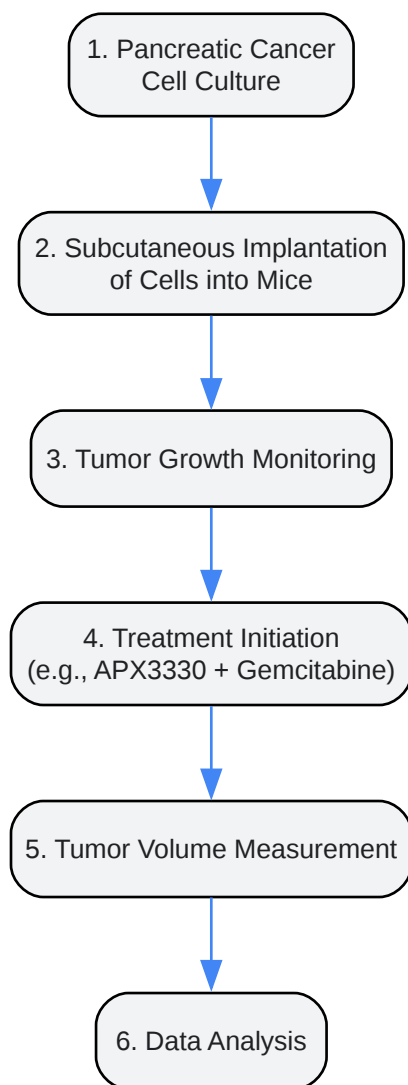 1. Pancreatic Cancer
Cell Culture
2. Subcutaneous Implantation
of Cells into Mice
3. Tumor Growth Monitoring
4. Treatment Initiation
(e.g., APX3330 + Gemcitabine)
5. Tumor Volume Measurement
6. Data Analysis